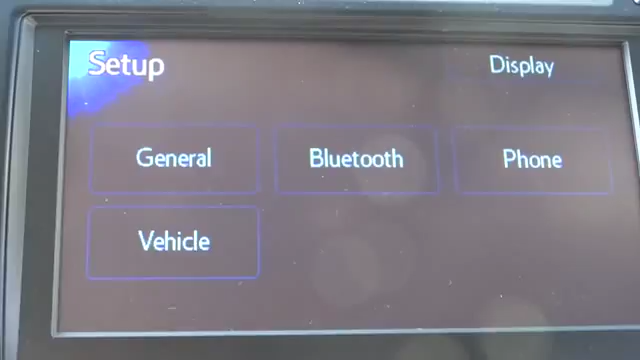 Setup
Display
General
Bluetooth
Phone
Vehicle